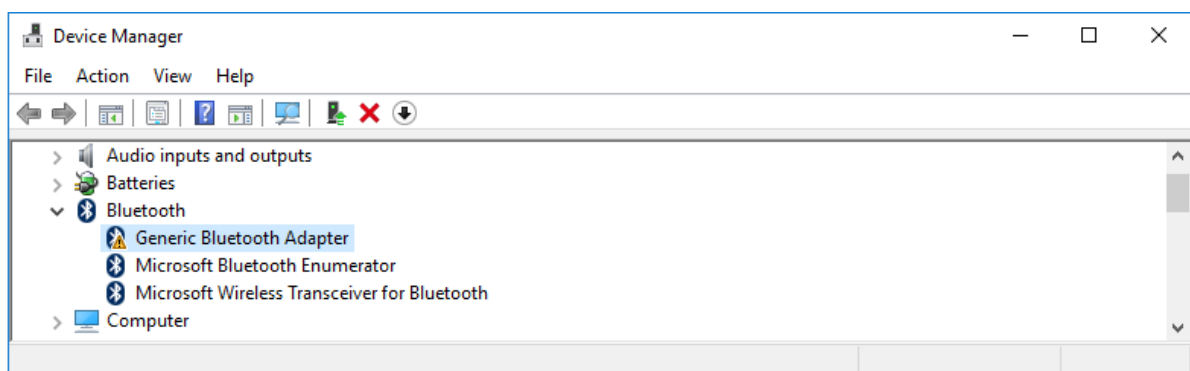 Device Manager
File Action View Help
Audio inputs and outputs
Batteries
Bluetooth
Generic Bluetooth Adapter
Microsoft Bluetooth Enumerator
Microsoft Wireless Transceiver for Bluetooth
Computer